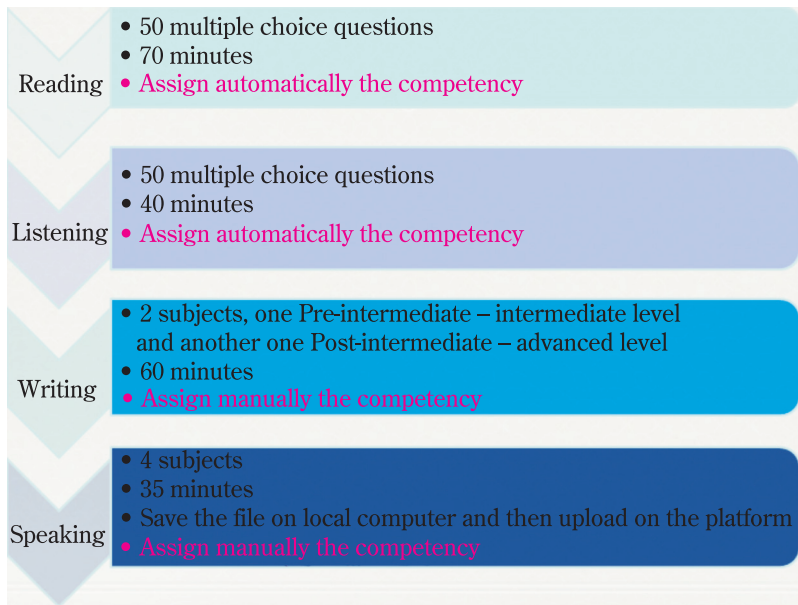 Reading
• 50 multiple choice questions
• 70 minutes
• Assign automatically the competency
Listening
• 50 multiple choice questions
• 40 minutes
• Assign automatically the competency
Writing
• 2 subjects, one Pre-intermediate – intermediate level
and another one Post-intermediate – advanced level
• 60 minutes
• Assign manually the competency
Speaking
• 4 subjects
• 35 minutes
• Save the file on local computer and then upload on the platform
• Assign manually the competency